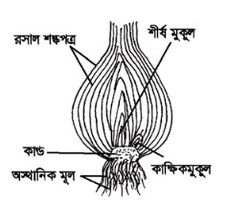 শীর্ষ মুকুল
রসাল শল্কপত্র
কান্ড
কাক্ষিকমুকুল
অস্থানিক মূল